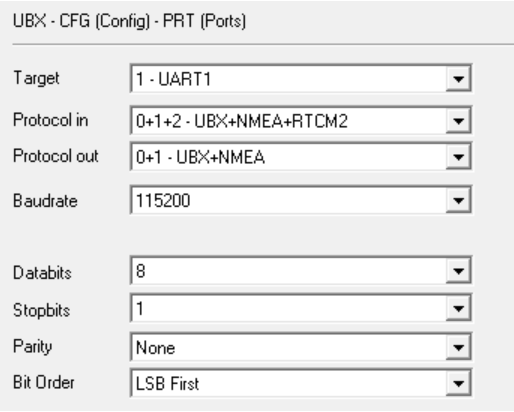 UBX - CFG (Config) - PRT (Ports)
Target 1 - UART1
Protocol in 0+1+2 - UBX+NMEA+RTCM2
Protocol out 0+1 - UBX+NMEA
Baudrate 115200
Databits 8
Stopbits 1
Parity None
Bit Order LSB First